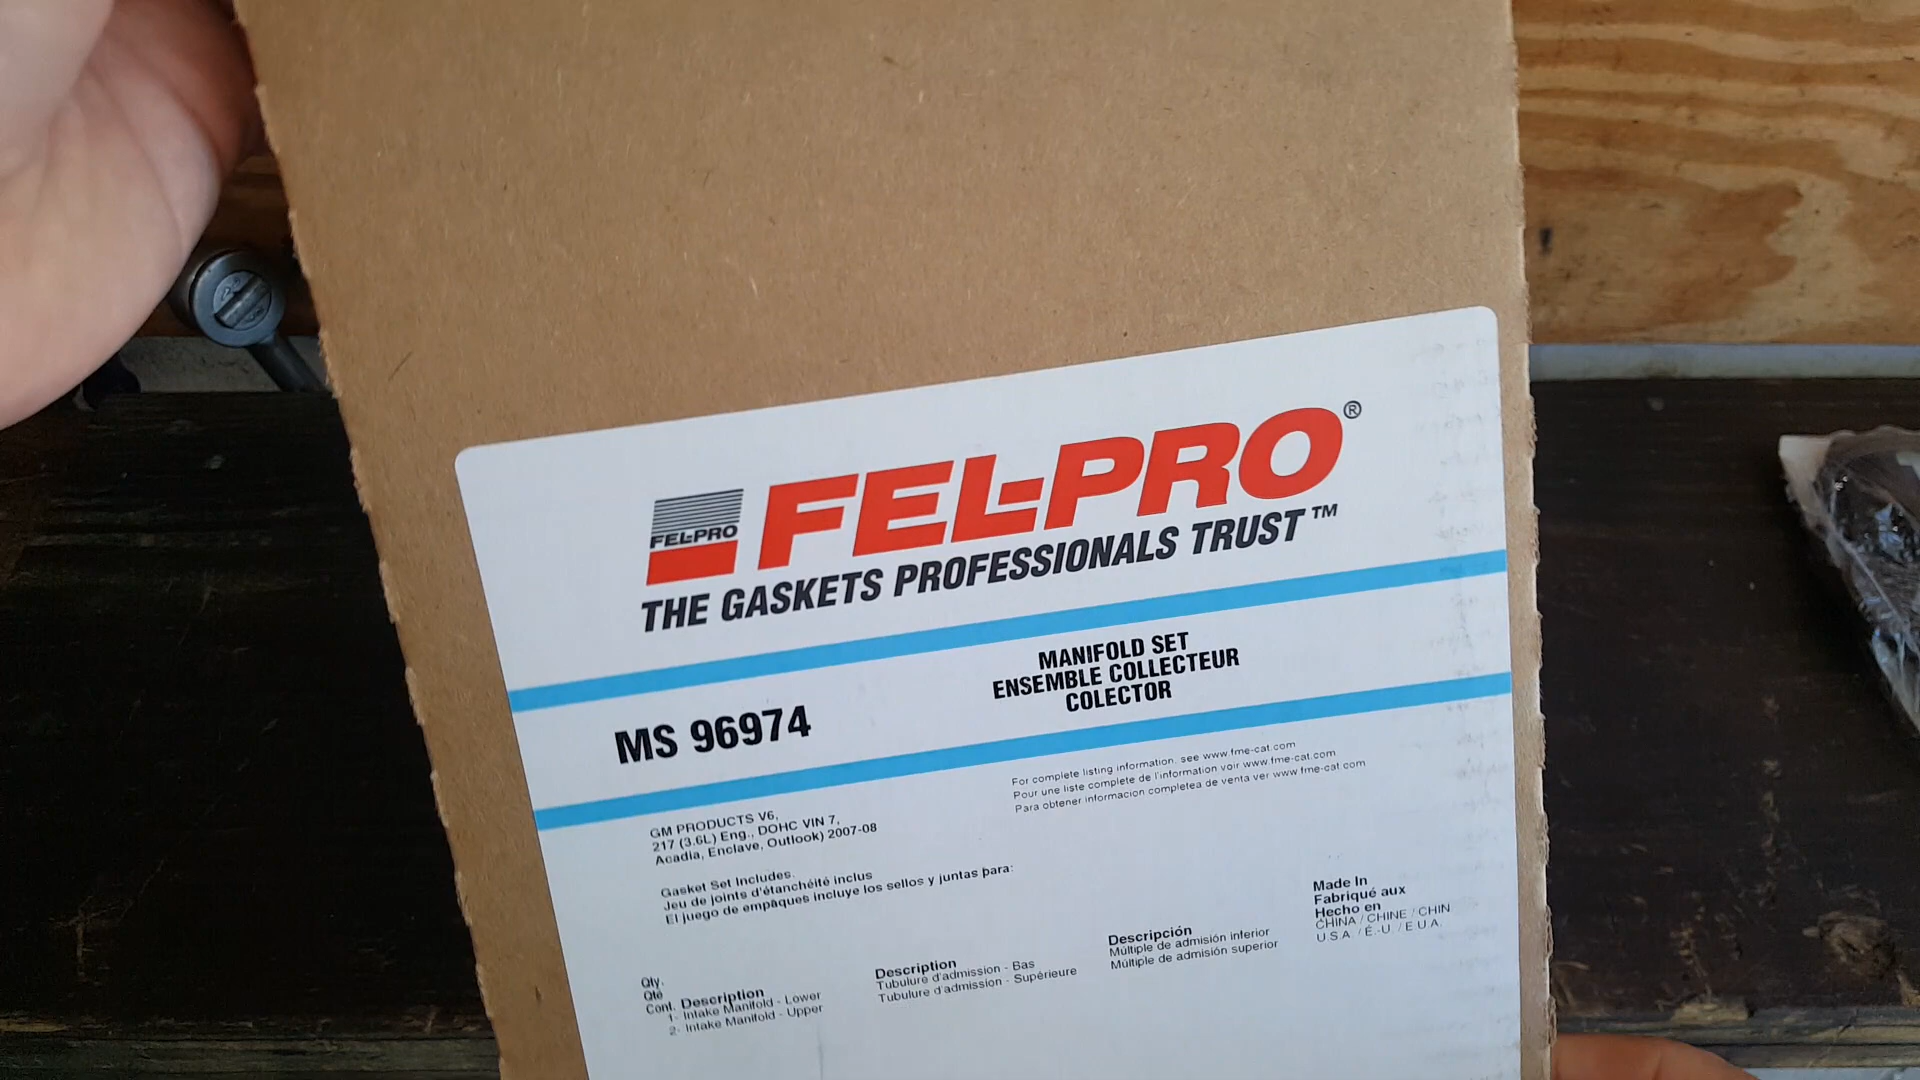 FEL-PRO
FEL-PRO®
THE GASKETS PROFESSIONALS TRUST™
MANIFOLD SET
ENSEMBLE COLLECTEUR
COLECTOR
MS 96974
For complete listing information, see www.fme-cat.com
Pour une liste complete de l'information voir www.fme-cat.com
Para obtener informacion completea de venta ver www.fme-cat.com
GM PRODUCTS V6,
217 (3.6L) Eng., DOHC VIN 7,
Acadia, Enclave, Outlook) 2007-08
Gasket Set Includes.
Jeu de joints d'étanchéité inclus
El juego de empaques incluye los sellos y juntas para:
Qty.
Qté
Cont. Description
1- Intake Manifold - Lower
2- Intake Manifold - Upper
Description
Tubulure d'admission - Bas
Tubulure d'admission - Supérieure
Descripción
Múltiple de admisión inferior
Múltiple de admisión superior
Made In
Fabriqué aux
Hecho en
CHINA / CHINE / CHIN
U.S.A. / É.-U. / E.U.A.